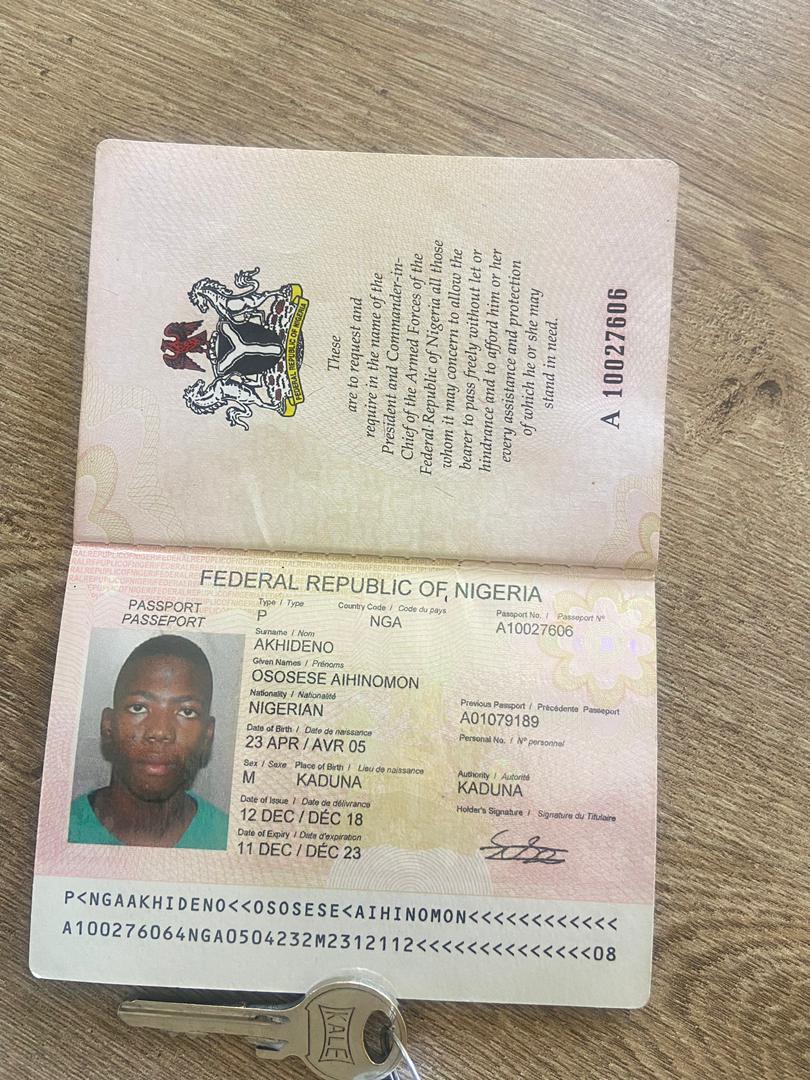 FEDERAL REPUBLIC OF NIGERIA
These
are to request and
require in the name of the
President and Commander-in-
Chief of the Armed Forces of the
Federal Republic of Nigeria all those
whom it may concern to allow the
bearer to pass freely without let or
hindrance and to afford him or her
every assistance and protection
of which he or she may
stand in need.
A 10027606
FEDERAL REPUBLIC OF NIGERIA
PASSPORT
PASSEPORT
Type / Type
P
Country Code / Code du pays
NGA
Passport No. / Passeport Nº
A10027606
Surname / Nom
AKHIDENO
Given Names / Prénoms
OSOSESE AIHINOMON
Nationality / Nationalité
NIGERIAN
Previous Passport / Précédente Passeport
A01079189
Date of Birth / Date de naissance
23 APR / AVR 05
Personal No. / Nº personnel
Sex / Sexe
M
Place of Birth / Lieu de naissance
KADUNA
Authority / Autorité
KADUNA
Date of Issue / Date de délivrance
12 DEC / DÉC 18
Holder's Signature / Signature du Titulaire
Date of Expiry / Date d'expiration
11 DEC / DÉC 23
P<NGAAKHIDENO<<OSOSESE<AIHINOMON<<<<<<<<<<<<
A100276064NGA0504232M2312112<<<<<<<<<<<<<<08
KALE